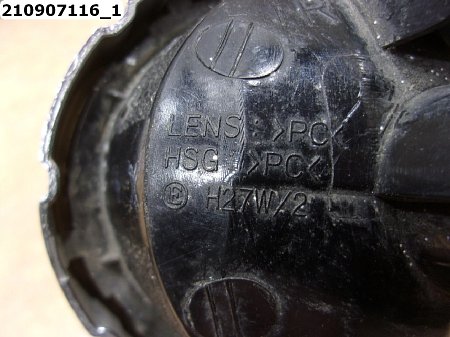 210907116_1
LENS >PC<
HSG >PC<
H27W/2